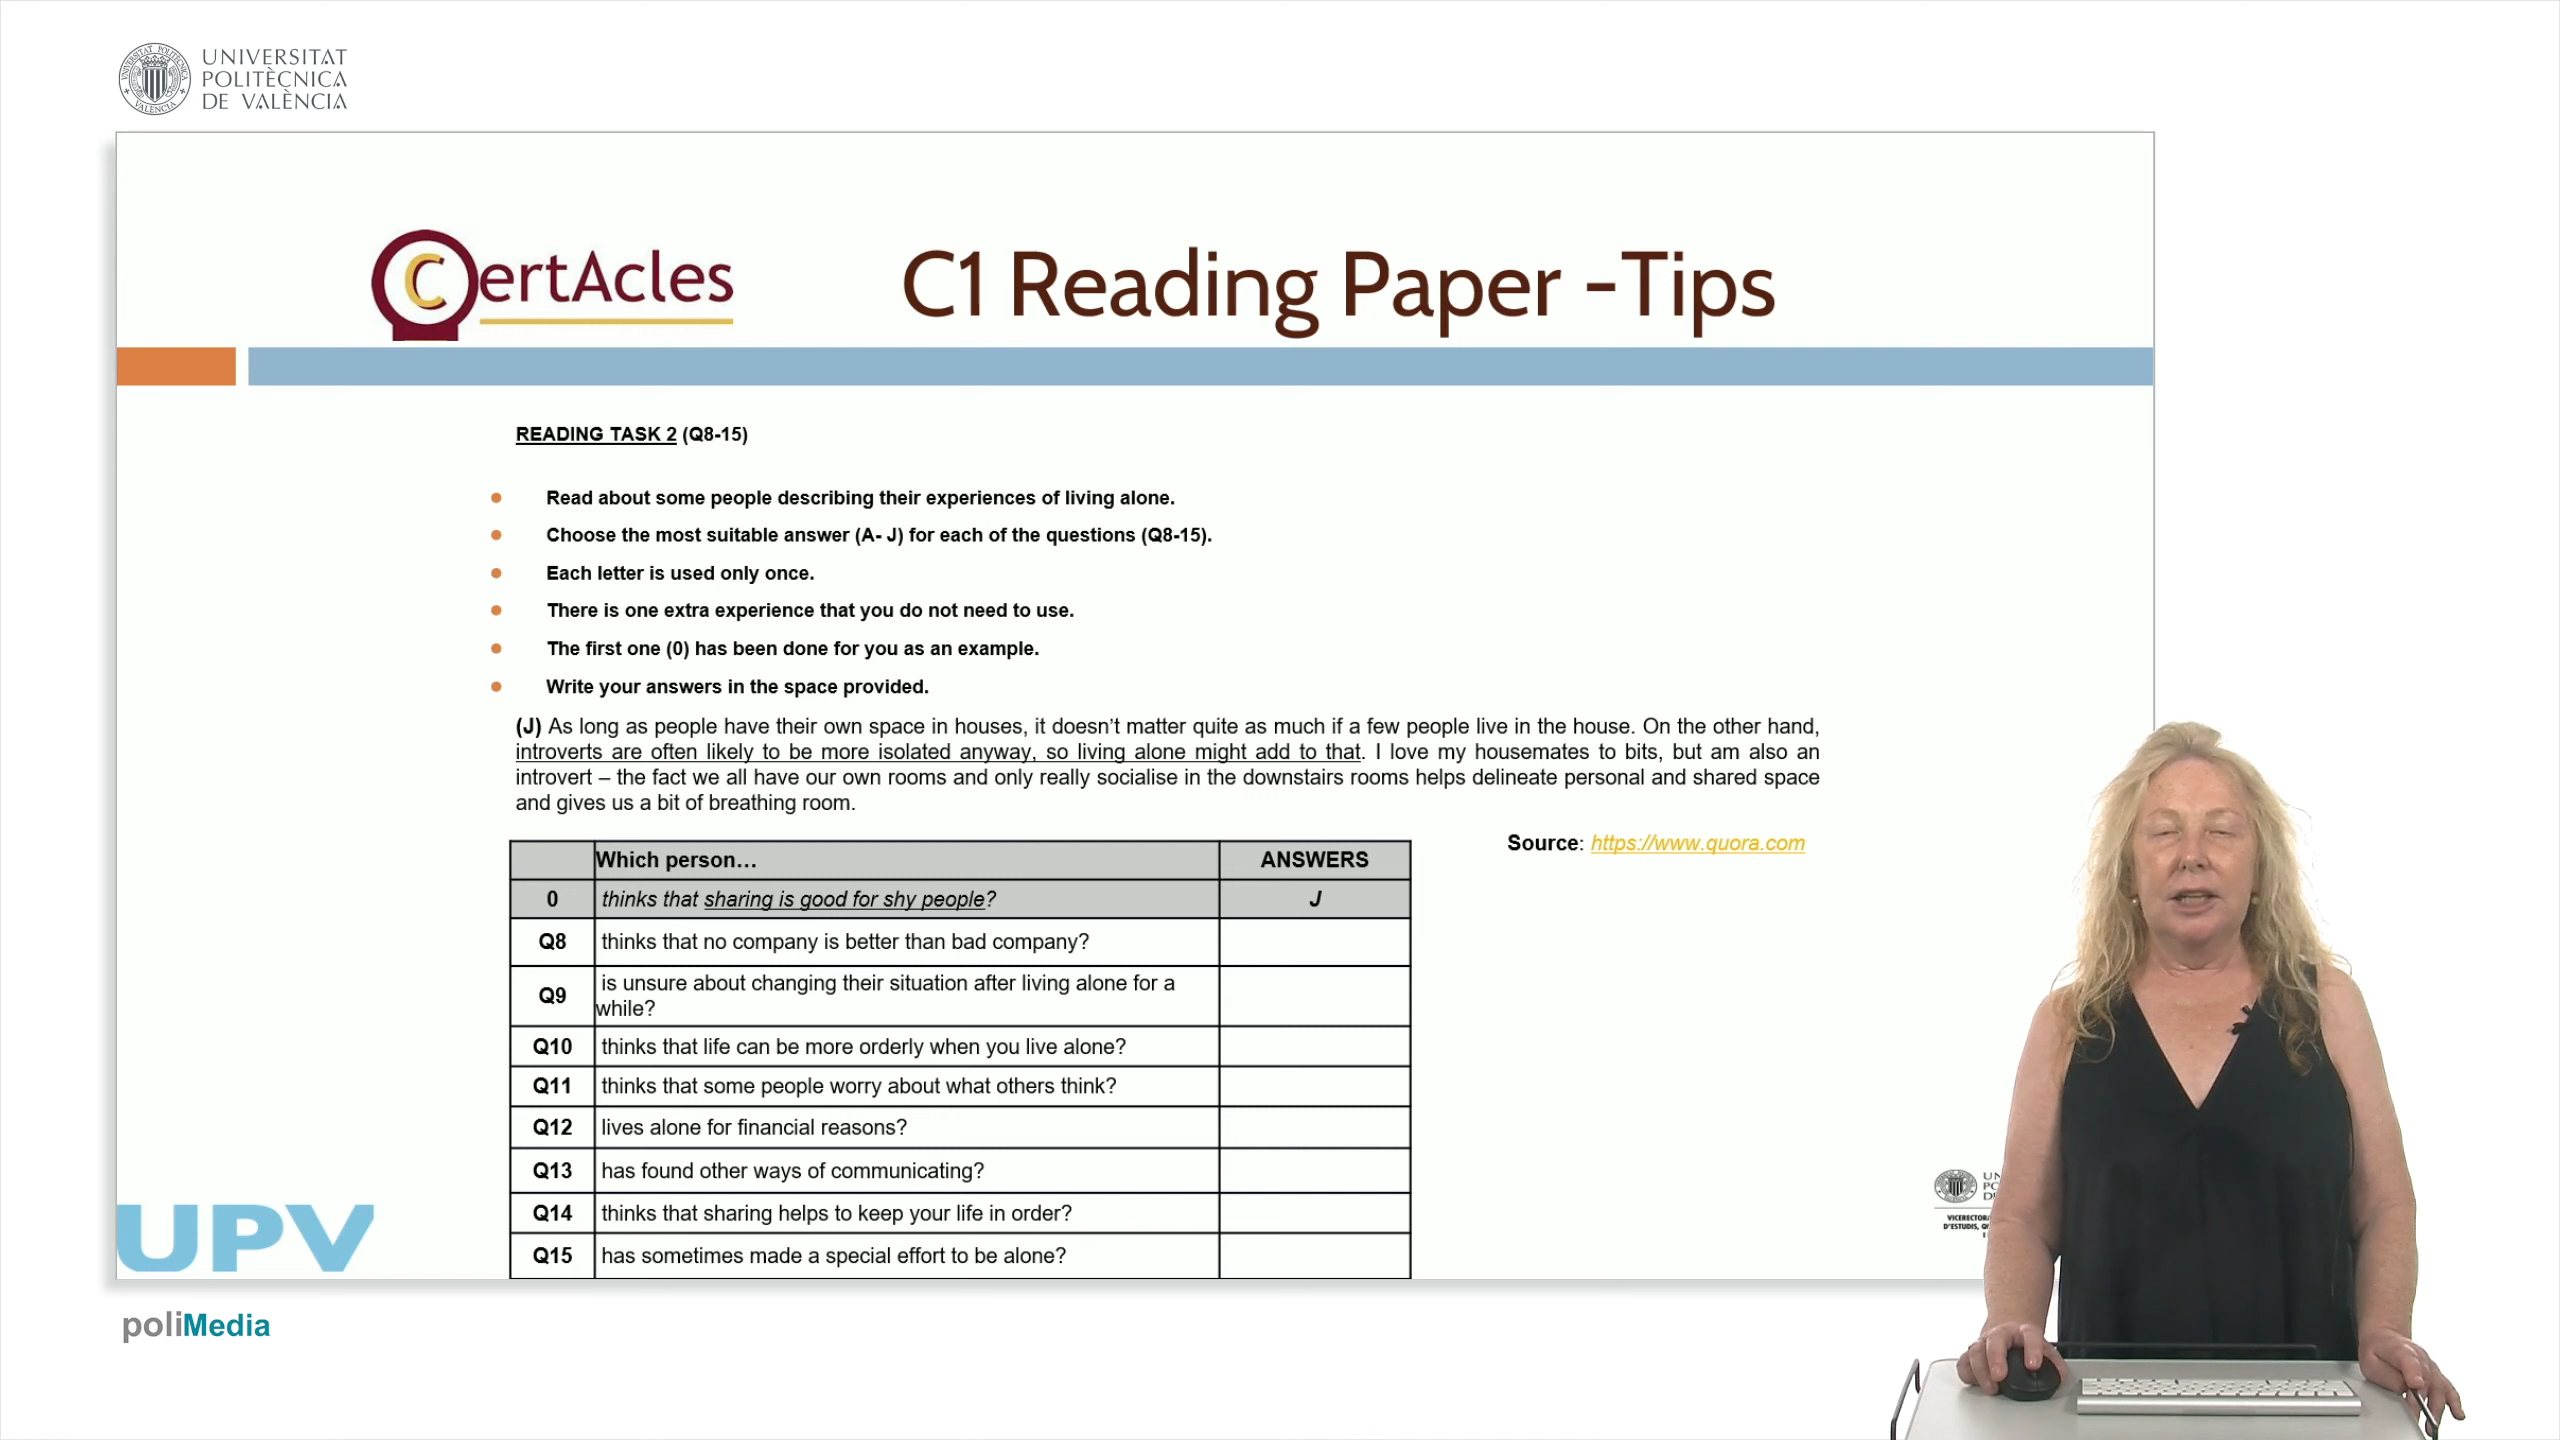 UNIVERSITAT
POLITÈCNICA
DE VALÈNCIA
CertAcles
C1 Reading Paper -Tips
READING TASK 2 (Q8-15)
Read about some people describing their experiences of living alone.
Choose the most suitable answer (A- J) for each of the questions (Q8-15).
Each letter is used only once.
There is one extra experience that you do not need to use.
The first one (0) has been done for you as an example.
Write your answers in the space provided.
(J) As long as people have their own space in houses, it doesn’t matter quite as much if a few people live in the house. On the other hand,
introverts are often likely to be more isolated anyway, so living alone might add to that. I love my housemates to bits, but am also an
introvert – the fact we all have our own rooms and only really socialise in the downstairs rooms helps delineate personal and shared space
and gives us a bit of breathing room.
Source: https://www.quora.com
Which person… ANSWERS
0 thinks that sharing is good for shy people? J
Q8 thinks that no company is better than bad company?
Q9 is unsure about changing their situation after living alone for a
while?
Q10 thinks that life can be more orderly when you live alone?
Q11 thinks that some people worry about what others think?
Q12 lives alone for financial reasons?
Q13 has found other ways of communicating?
Q14 thinks that sharing helps to keep your life in order?
Q15 has sometimes made a special effort to be alone?
UPV
poliMedia